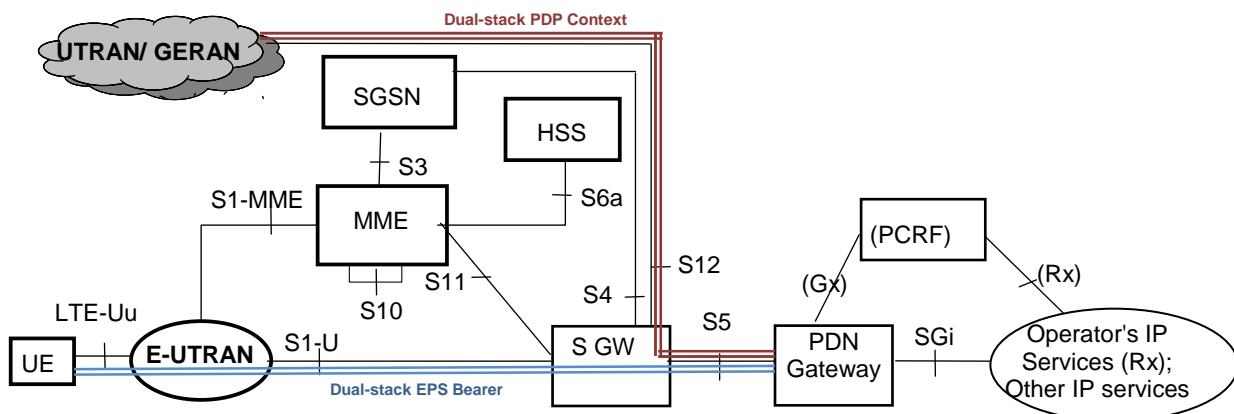 Dual-stack PDP Context
UTRAN/ GERAN
SGSN
HSS
S3
S6a
S1-MME
MME
(PCRF)
S11
S12
S10
S4
(Gx)
(Rx)
LTE-Uu
S1-U
S5
UE
E-UTRAN
S GW
PDN
Gateway
SGi
Operator's IP
Services (Rx);
Other IP services
Dual-stack EPS Bearer